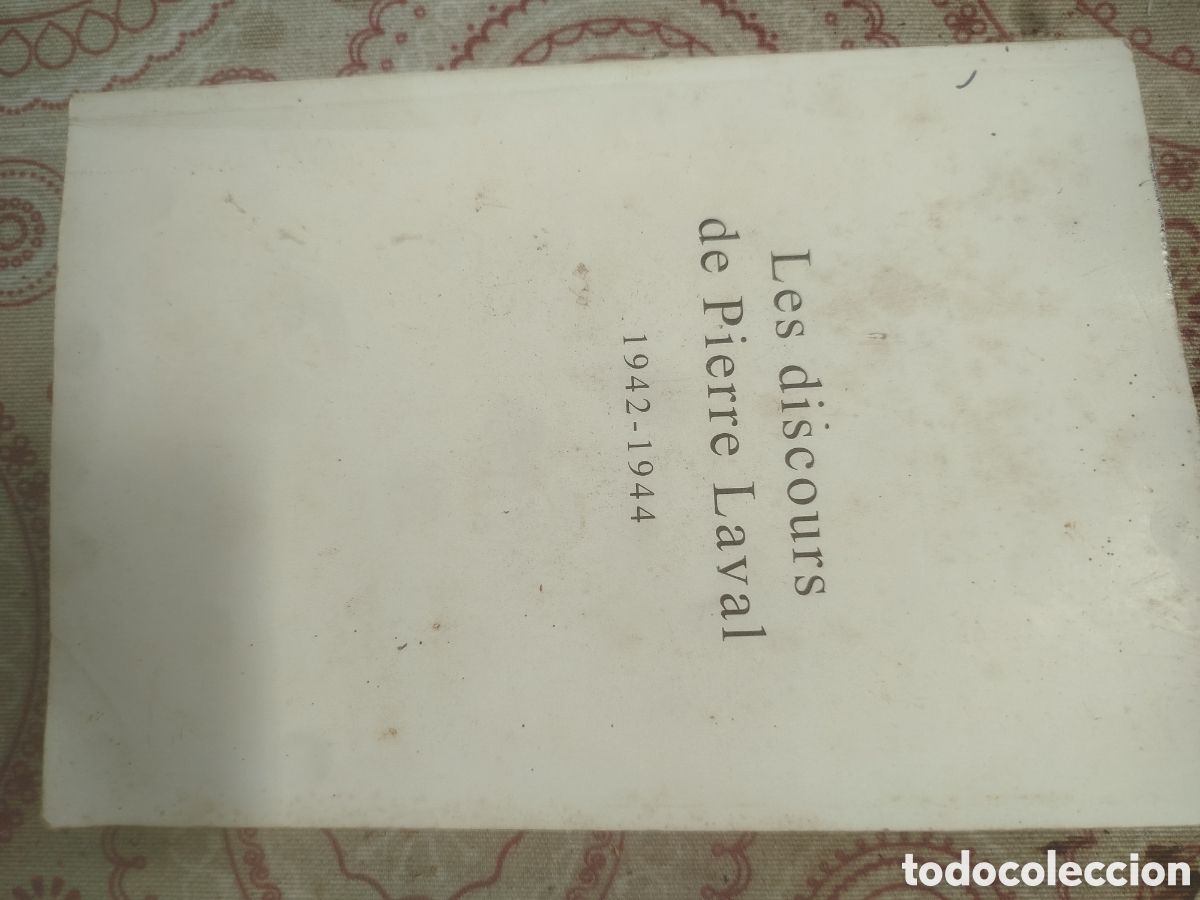 Les discours
de Pierre Laval
1942-1944
todocoleccion